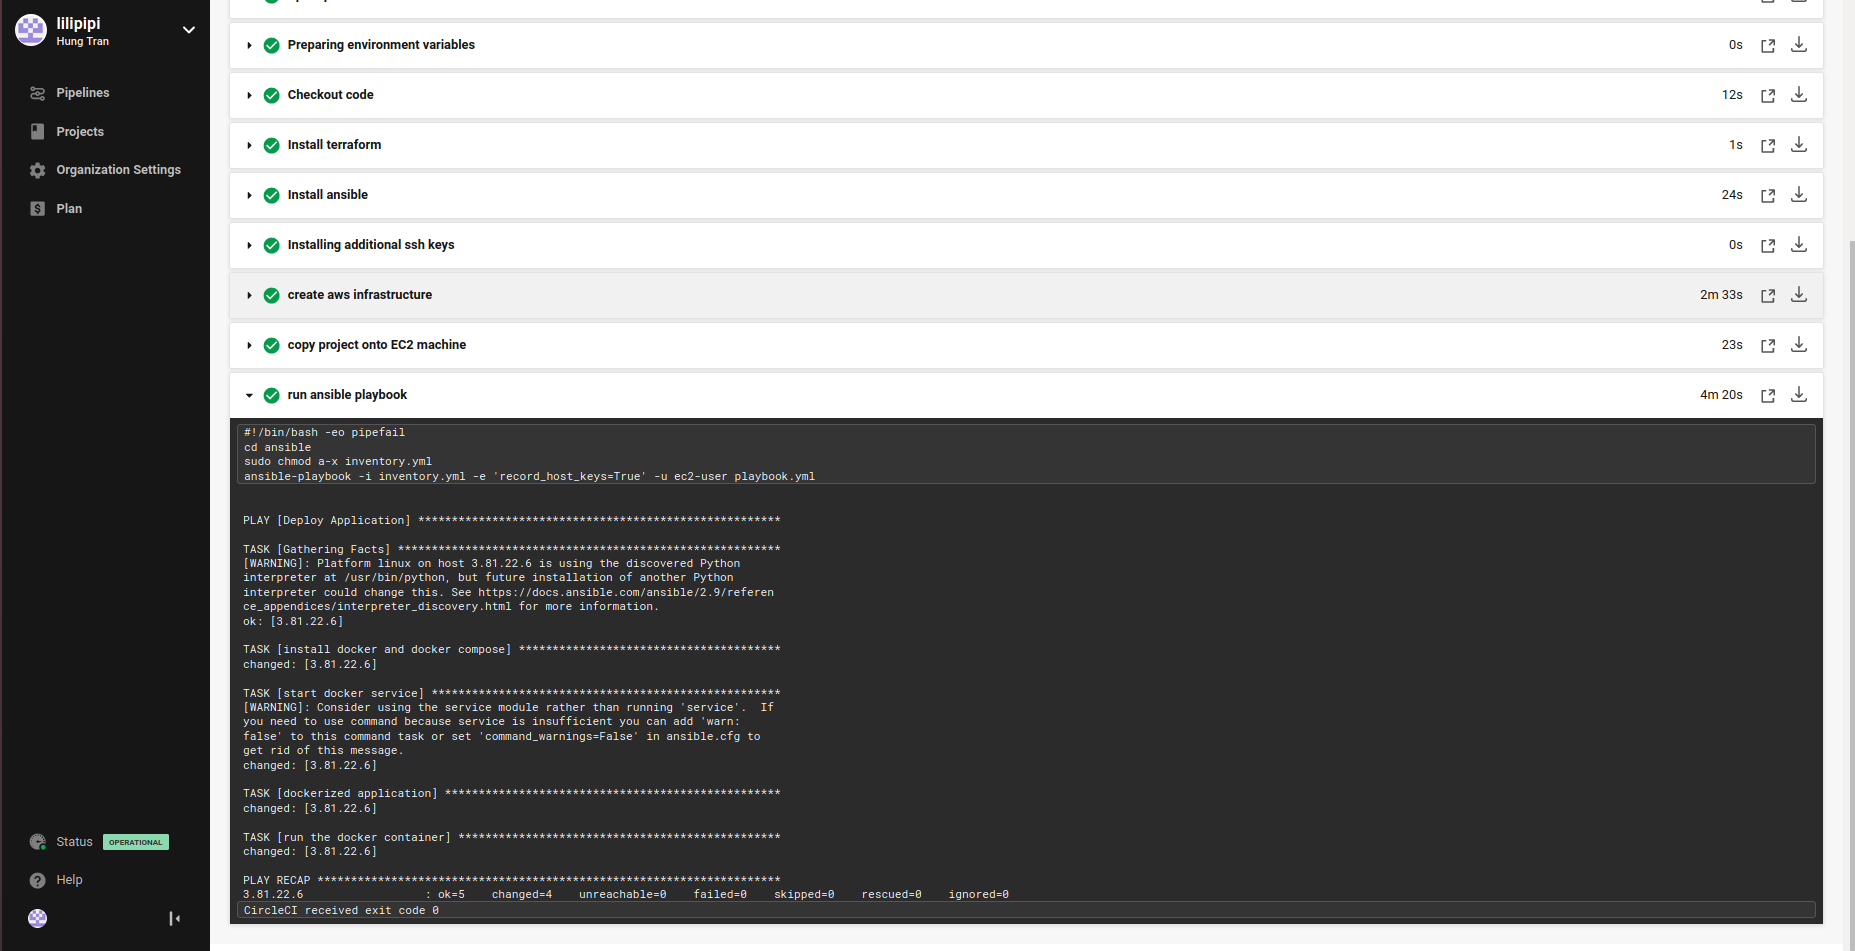 lilipipi
Hung Tran
Pipelines
Projects
Organization Settings
Plan
Status OPERATIONAL
Help
Preparing environment variables 0s
Checkout code 12s
Install terraform 1s
Install ansible 24s
Installing additional ssh keys 0s
create aws infrastructure 2m 33s
copy project onto EC2 machine 23s
run ansible playbook 4m 20s
#!/bin/bash -eo pipefail
cd ansible
sudo chmod a-x inventory.yml
ansible-playbook -i inventory.yml -e 'record_host_keys=True' -u ec2-user playbook.yml
PLAY [Deploy Application] ******************************************************
TASK [Gathering Facts] *********************************************************
[WARNING]: Platform linux on host 3.81.22.6 is using the discovered Python
interpreter at /usr/bin/python, but future installation of another Python
interpreter could change this. See https://docs.ansible.com/ansible/2.9/referen
ce_appendices/interpreter_discovery.html for more information.
ok: [3.81.22.6]
TASK [install docker and docker compose] ***************************************
changed: [3.81.22.6]
TASK [start docker service] ****************************************************
[WARNING]: Consider using the service module rather than running 'service'.  If
you need to use command because service is insufficient you can add 'warn:
false' to this command task or set 'command_warnings=False' in ansible.cfg to
get rid of this message.
changed: [3.81.22.6]
TASK [dockerized application] **************************************************
changed: [3.81.22.6]
TASK [run the docker container] ************************************************
changed: [3.81.22.6]
PLAY RECAP *********************************************************************
3.81.22.6                  : ok=5    changed=4    unreachable=0    failed=0    skipped=0    rescued=0    ignored=0
CircleCI received exit code 0